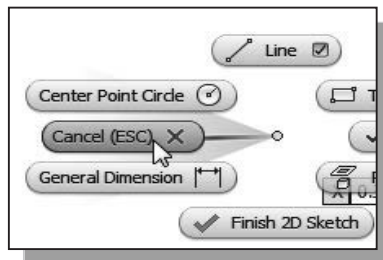 Line
Center Point Circle
Cancel (ESC)
General Dimension
Finish 2D Sketch